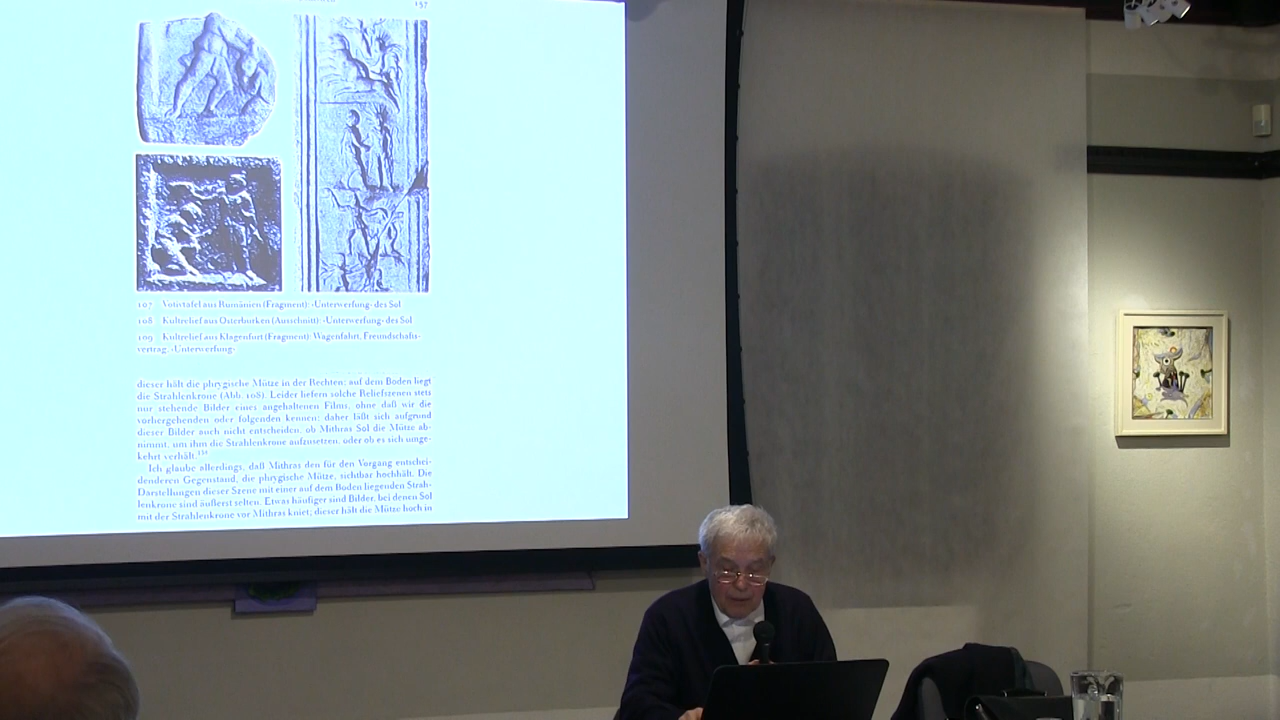 157
107 Votivtafel aus Rumänien (Fragment): ‹Unterwerfung› des Sol
108 Kultrelief aus Osterburken (Ausschnitt): ‹Unterwerfung› des Sol
109 Kultrelief aus Klagenfurt (Fragment): Wagenfahrt, Freundschafts-
vertrag, ‹Unterwerfung›
dieser hält die phrygische Mütze in der Rechten; auf dem Boden liegt
die Strahlenkrone (Abb. 108). Leider liefern solche Reliefszenen stets
nur stehende Bilder eines angehaltenen Films, ohne daß wir die
vorhergehenden oder folgenden kennen; daher läßt sich aufgrund
dieser Bilder auch nicht entscheiden, ob Mithras Sol die Mütze ab-
nimmt, um ihm die Strahlenkrone aufzusetzen, oder ob es sich umge-
kehrt verhält.
Ich glaube allerdings, daß Mithras den für den Vorgang entschei-
denderen Gegenstand, die phrygische Mütze, sichtbar hochhält. Die
Darstellungen dieser Szene mit einer auf dem Boden liegenden Strah-
lenkrone sind äußerst selten. Etwas häufiger sind Bilder, bei denen Sol
mit der Strahlenkrone vor Mithras kniet; dieser hält die Mütze hoch in